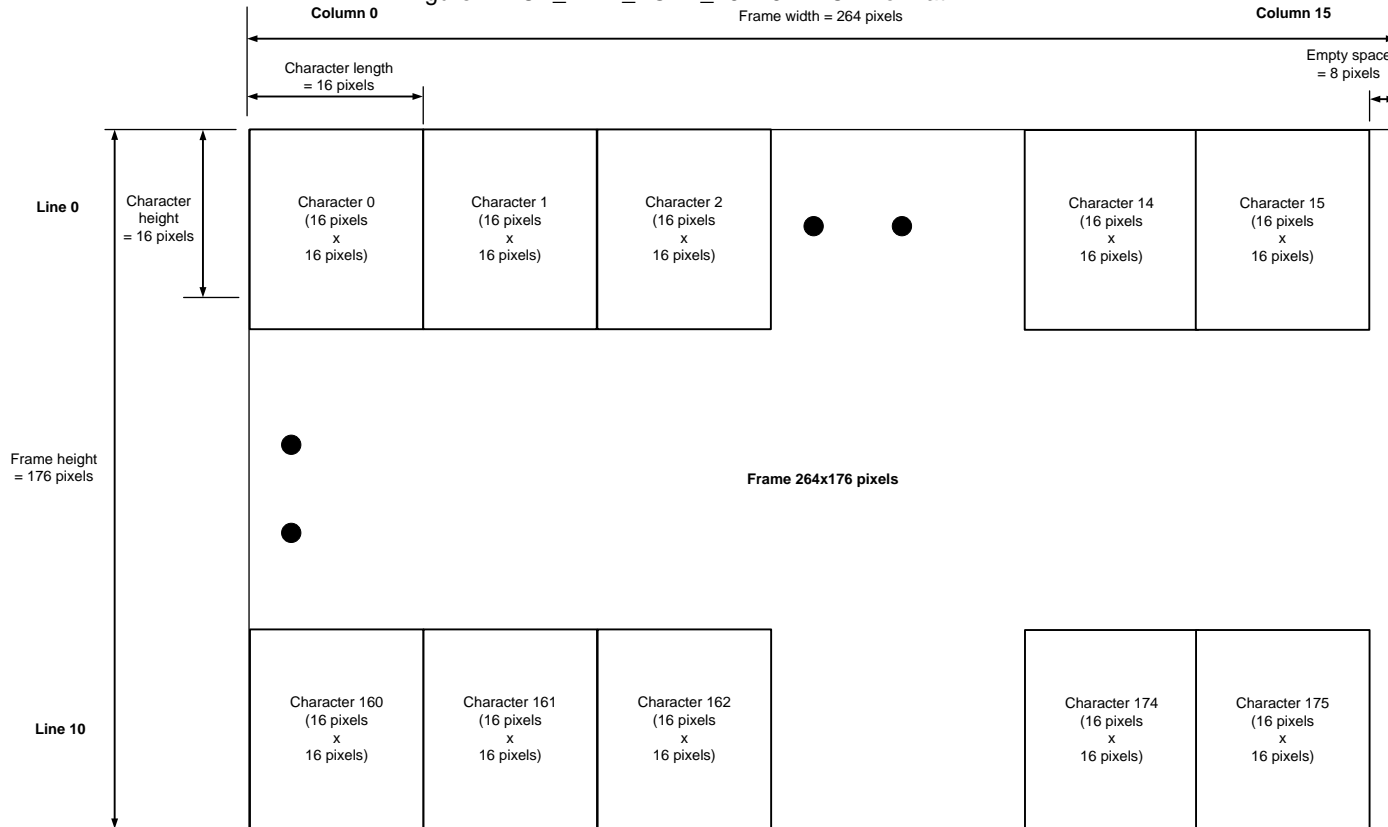 Column 0
Frame width = 264 pixels
Column 15
Character length
= 16 pixels
Empty space
= 8 pixels
Line 0
Character
height
= 16 pixels
Character 0
(16 pixels
x
16 pixels)
Character 1
(16 pixels
x
16 pixels)
Character 2
(16 pixels
x
16 pixels)
Character 14
(16 pixels
x
16 pixels)
Character 15
(16 pixels
x
16 pixels)
Frame height
= 176 pixels
Frame 264x176 pixels
Line 10
Character 160
(16 pixels
x
16 pixels)
Character 161
(16 pixels
x
16 pixels)
Character 162
(16 pixels
x
16 pixels)
Character 174
(16 pixels
x
16 pixels)
Character 175
(16 pixels
x
16 pixels)